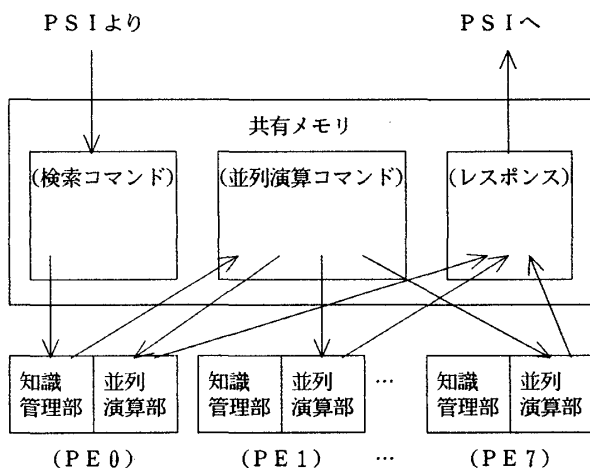 PSIより PSIへ
共有メモリ
(検索コマンド) (並列演算コマンド) (レスポンス)
知識 並列 知識 並列 … 知識 並列
管理部 演算部 管理部 演算部 管理部 演算部
(PE0) (PE1) … (PE7)